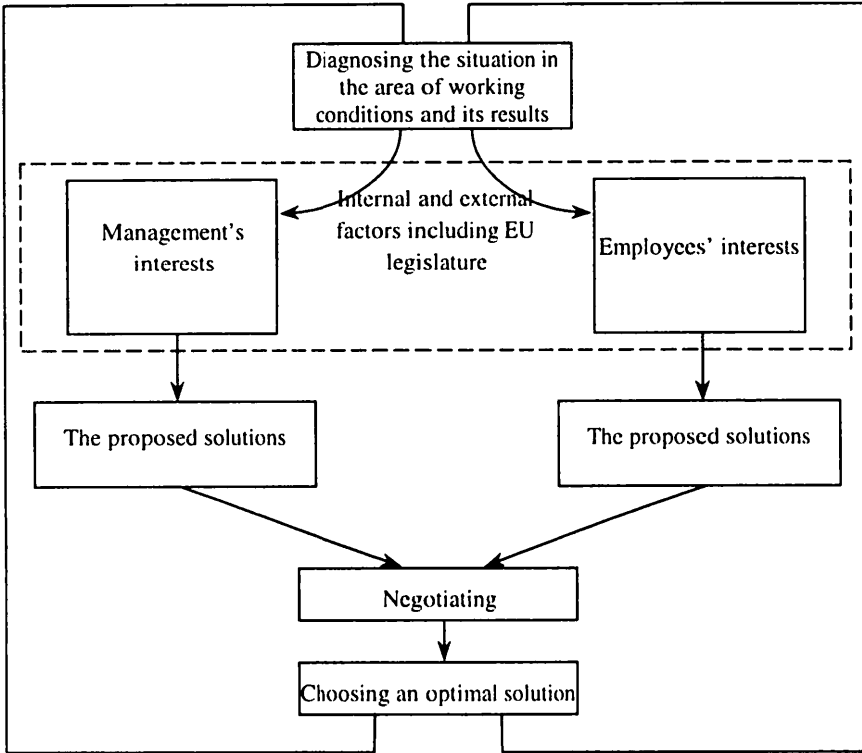 Diagnosing the situation in
the area of working
conditions and its results
Management's
interests
Internal and external
factors including EU
legislature
Employees' interests
The proposed solutions
The proposed solutions
Negotiating
Choosing an optimal solution